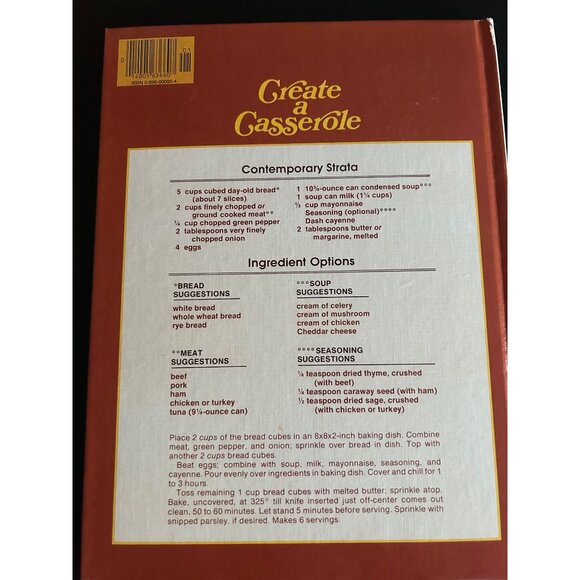 01
0 14005 63660
ISBN 0-696-00095-4
Create
a
Casserole
Contemporary Strata
5 cups cubed day-old bread*
(about 7 slices)
2 cups finely chopped or
ground cooked meat**
¼ cup chopped green pepper
2 tablespoons very finely
chopped onion
4 eggs
1 10¾-ounce can condensed soup***
1 soup can milk (1¼ cups)
½ cup mayonnaise
Seasoning (optional)****
Dash cayenne
2 tablespoons butter or
margarine, melted
Ingredient Options
*BREAD
SUGGESTIONS
white bread
whole wheat bread
rye bread
***SOUP
SUGGESTIONS
cream of celery
cream of mushroom
cream of chicken
Cheddar cheese
**MEAT
SUGGESTIONS
beef
pork
ham
chicken or turkey
tuna (9¼-ounce can)
****SEASONING
SUGGESTIONS
¼ teaspoon dried thyme, crushed
(with beef)
¼ teaspoon caraway seed (with ham)
½ teaspoon dried sage, crushed
(with chicken or turkey)
Place 2 cups of the bread cubes in an 8x8x2-inch baking dish. Combine
meat, green pepper, and onion; sprinkle over bread in dish. Top with
another 2 cups bread cubes.
Beat eggs; combine with soup, milk, mayonnaise, seasoning, and
cayenne. Pour evenly over ingredients in baking dish. Cover and chill for 1
to 3 hours.
Toss remaining 1 cup bread cubes with melted butter; sprinkle atop.
Bake, uncovered, at 325° till knife inserted just off-center comes out
clean, 50 to 60 minutes. Let stand 5 minutes before serving. Sprinkle with
snipped parsley, if desired. Makes 6 servings.